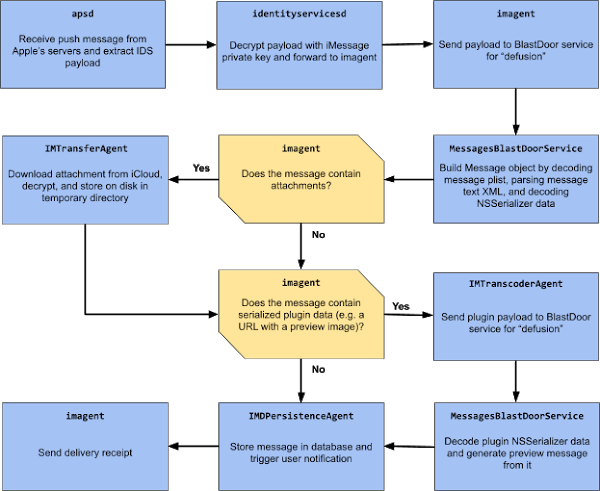 apsd
Receive push message from
Apple's servers and extract IDS
payload
identityservicesd
Decrypt payload with iMessage
private key and forward to imagent
imagent
Send payload to BlastDoor service
for “defusion”
IMTransferAgent
Download attachment from iCloud,
decrypt, and store on disk in
temporary directory
Yes
imagent
Does the message contain
attachments?
MessagesBlastDoorService
Build Message object by decoding
message plist, parsing message
text XML, and decoding
NSSerializer data
No
imagent
Does the message contain
serialized plugin data (e.g. a
URL with a preview image)?
Yes
IMTranscoderAgent
Send plugin payload to BlastDoor
service for “defusion”
No
imagent
Send delivery receipt
IMDPersistenceAgent
Store message in database and
trigger user notification
MessagesBlastDoorService
Decode plugin NSSerializer data
and generate preview message
from it